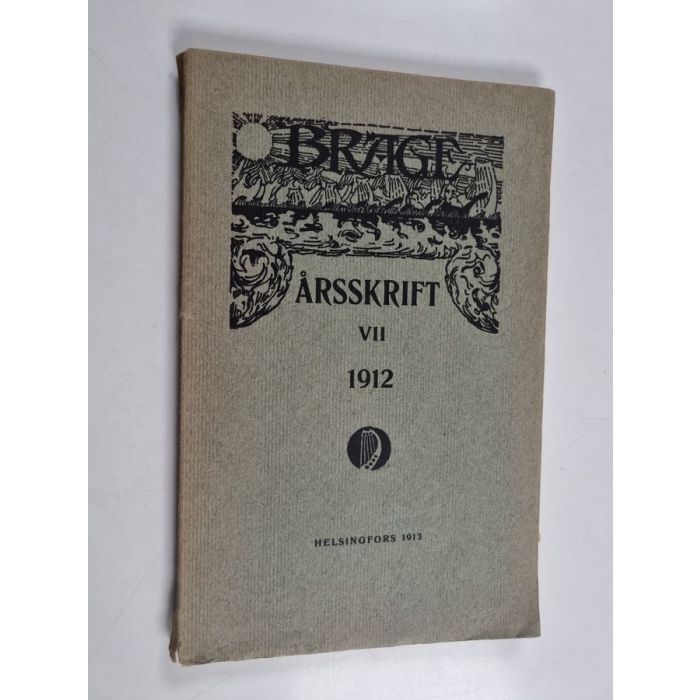 BRAGE
ÅRSSKRIFT
VII
1912
HELSINGFORS 1913